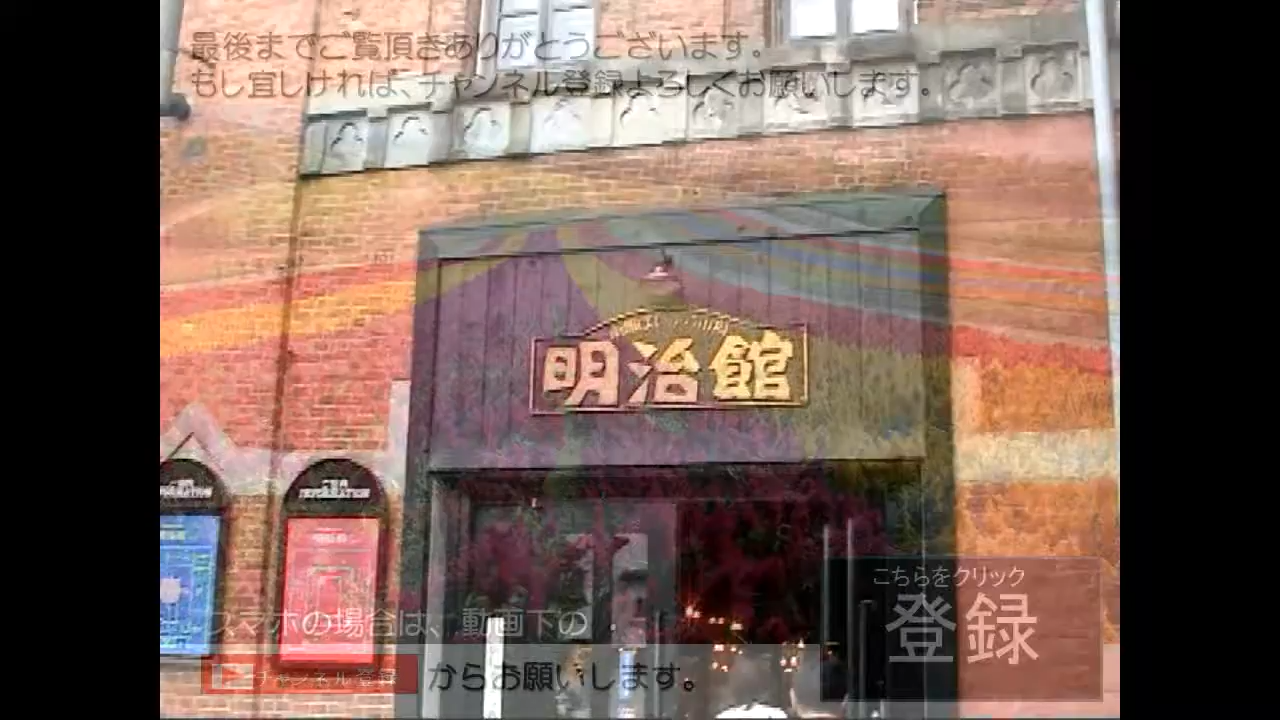 最後までご覧頂きありがとうございます。
もし宜しければ、チャンネル登録よろしくお願いします。
明治館
INFORMATION
INFORMATION
こちらをクリック
登録
スマホの場合は、動画下の
チャンネル登録 からお願いします。